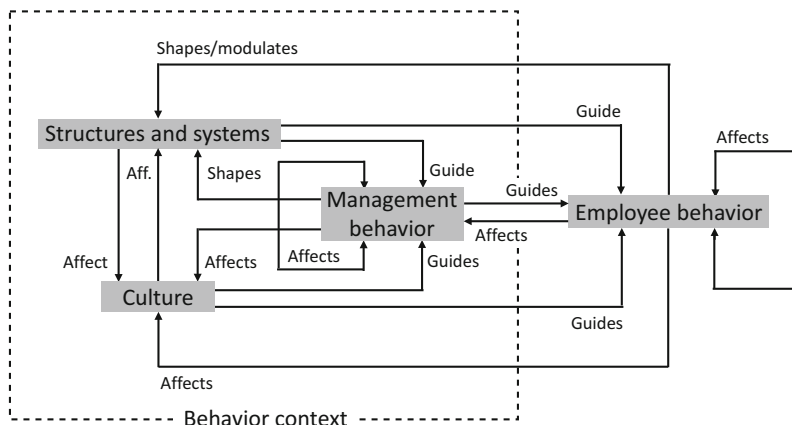 Shapes/modulates
Guide
Structures and systems
Affects
Aff.
Shapes
Guide
Management
behavior
Guides
Employee behavior
Affects
Affect
Affects
Affects
Guides
Culture
Guides
Affects
Behavior context